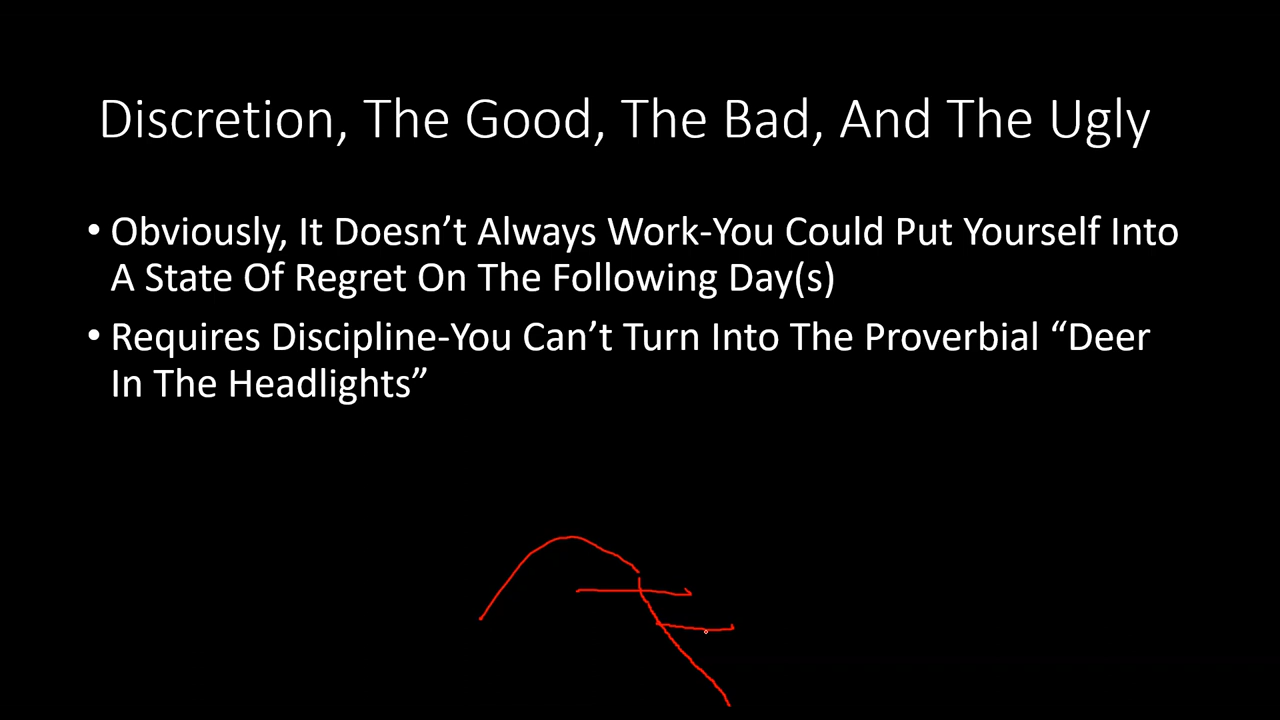 Discretion, The Good, The Bad, And The Ugly
• Obviously, It Doesn’t Always Work-You Could Put Yourself Into
A State Of Regret On The Following Day(s)
• Requires Discipline-You Can’t Turn Into The Proverbial “Deer
In The Headlights”